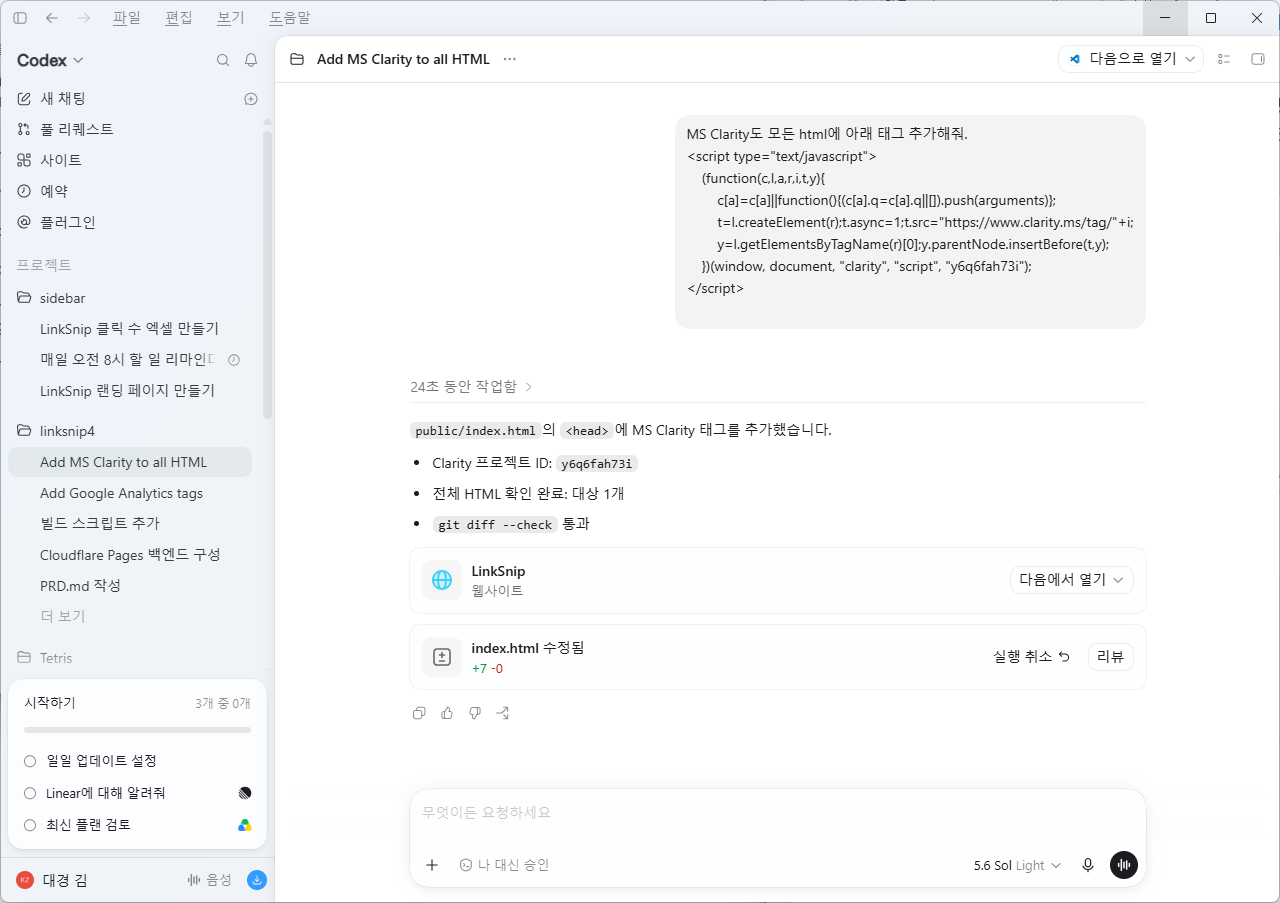 파일 편집 보기 도움말
Codex
새 채팅
풀 리퀘스트
사이트
예약
플러그인
프로젝트
sidebar
LinkSnip 클릭 수 엑셀 만들기
매일 오전 8시 할 일 리마인더
LinkSnip 랜딩 페이지 만들기
linksnip4
Add MS Clarity to all HTML
Add Google Analytics tags
빌드 스크립트 추가
Cloudflare Pages 백엔드 구성
PRD.md 작성
더 보기
Tetris
시작하기 3개 중 0개
일일 업데이트 설정
Linear에 대해 알려줘
최신 플랜 검토
KZ 대경 김 음성
Add MS Clarity to all HTML ···
다음으로 열기
MS Clarity도 모든 html에 아래 태그 추가해줘.
<script type="text/javascript">
(function(c,l,a,r,i,t,y){
c[a]=c[a]||function(){(c[a].q=c[a].q||[]).push(arguments)};
t=l.createElement(r);t.async=1;t.src="https://www.clarity.ms/tag/"+i;
y=l.getElementsByTagName(r)[0];y.parentNode.insertBefore(t,y);
})(window, document, "clarity", "script", "y6q6fah73i");
</script>
24초 동안 작업함
public/index.html 의 <head> 에 MS Clarity 태그를 추가했습니다.
• Clarity 프로젝트 ID: y6q6fah73i
• 전체 HTML 확인 완료: 대상 1개
• git diff --check 통과
LinkSnip
웹사이트
다음에서 열기
index.html 수정됨
+7 -0
실행 취소
리뷰
무엇이든 요청하세요
나 대신 승인
5.6 Sol Light